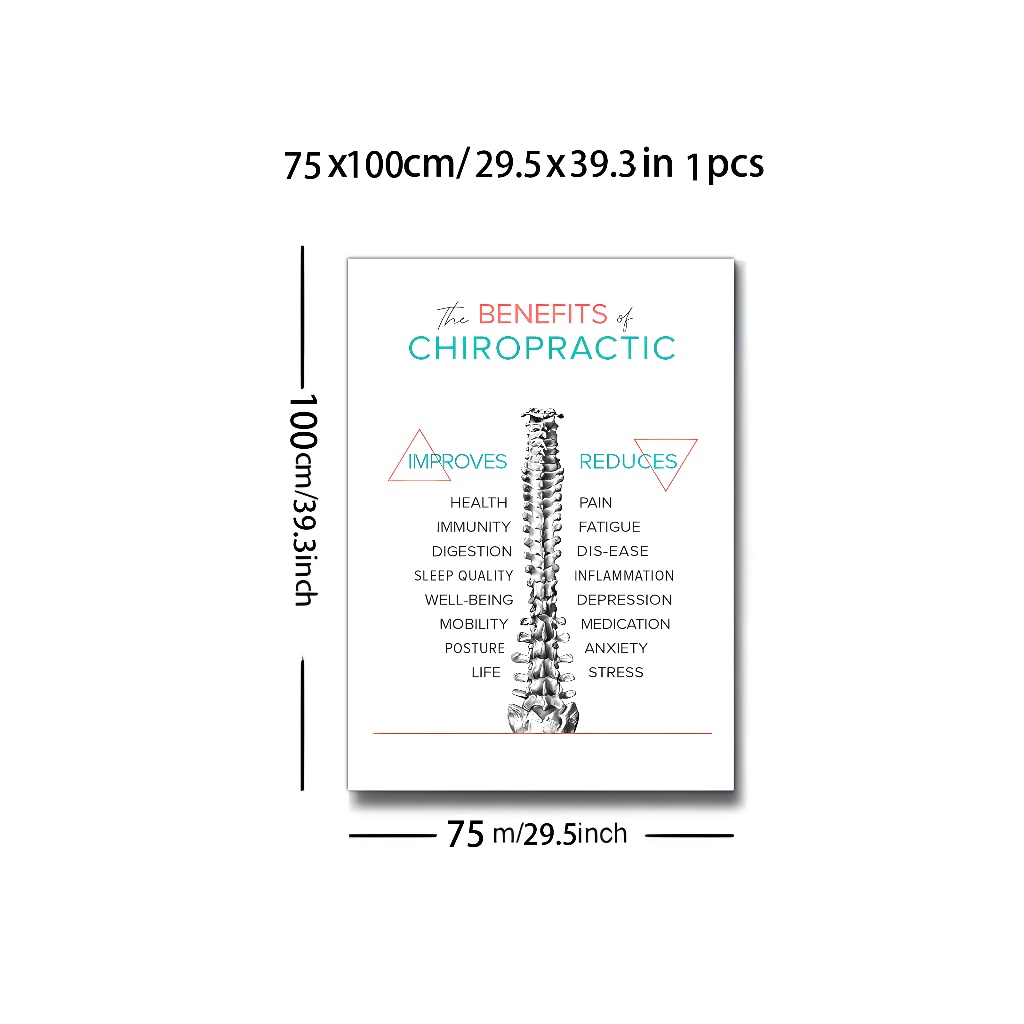 75x100cm/29.5x39.3in 1pcs
The BENEFITS of
CHIROPRACTIC
IMPROVES
HEALTH
IMMUNITY
DIGESTION
SLEEP QUALITY
WELL-BEING
MOBILITY
POSTURE
LIFE
REDUCES
PAIN
FATIGUE
DIS-EASE
INFLAMMATION
DEPRESSION
MEDICATION
ANXIETY
STRESS
100cm/39.3inch
75 m/29.5inch